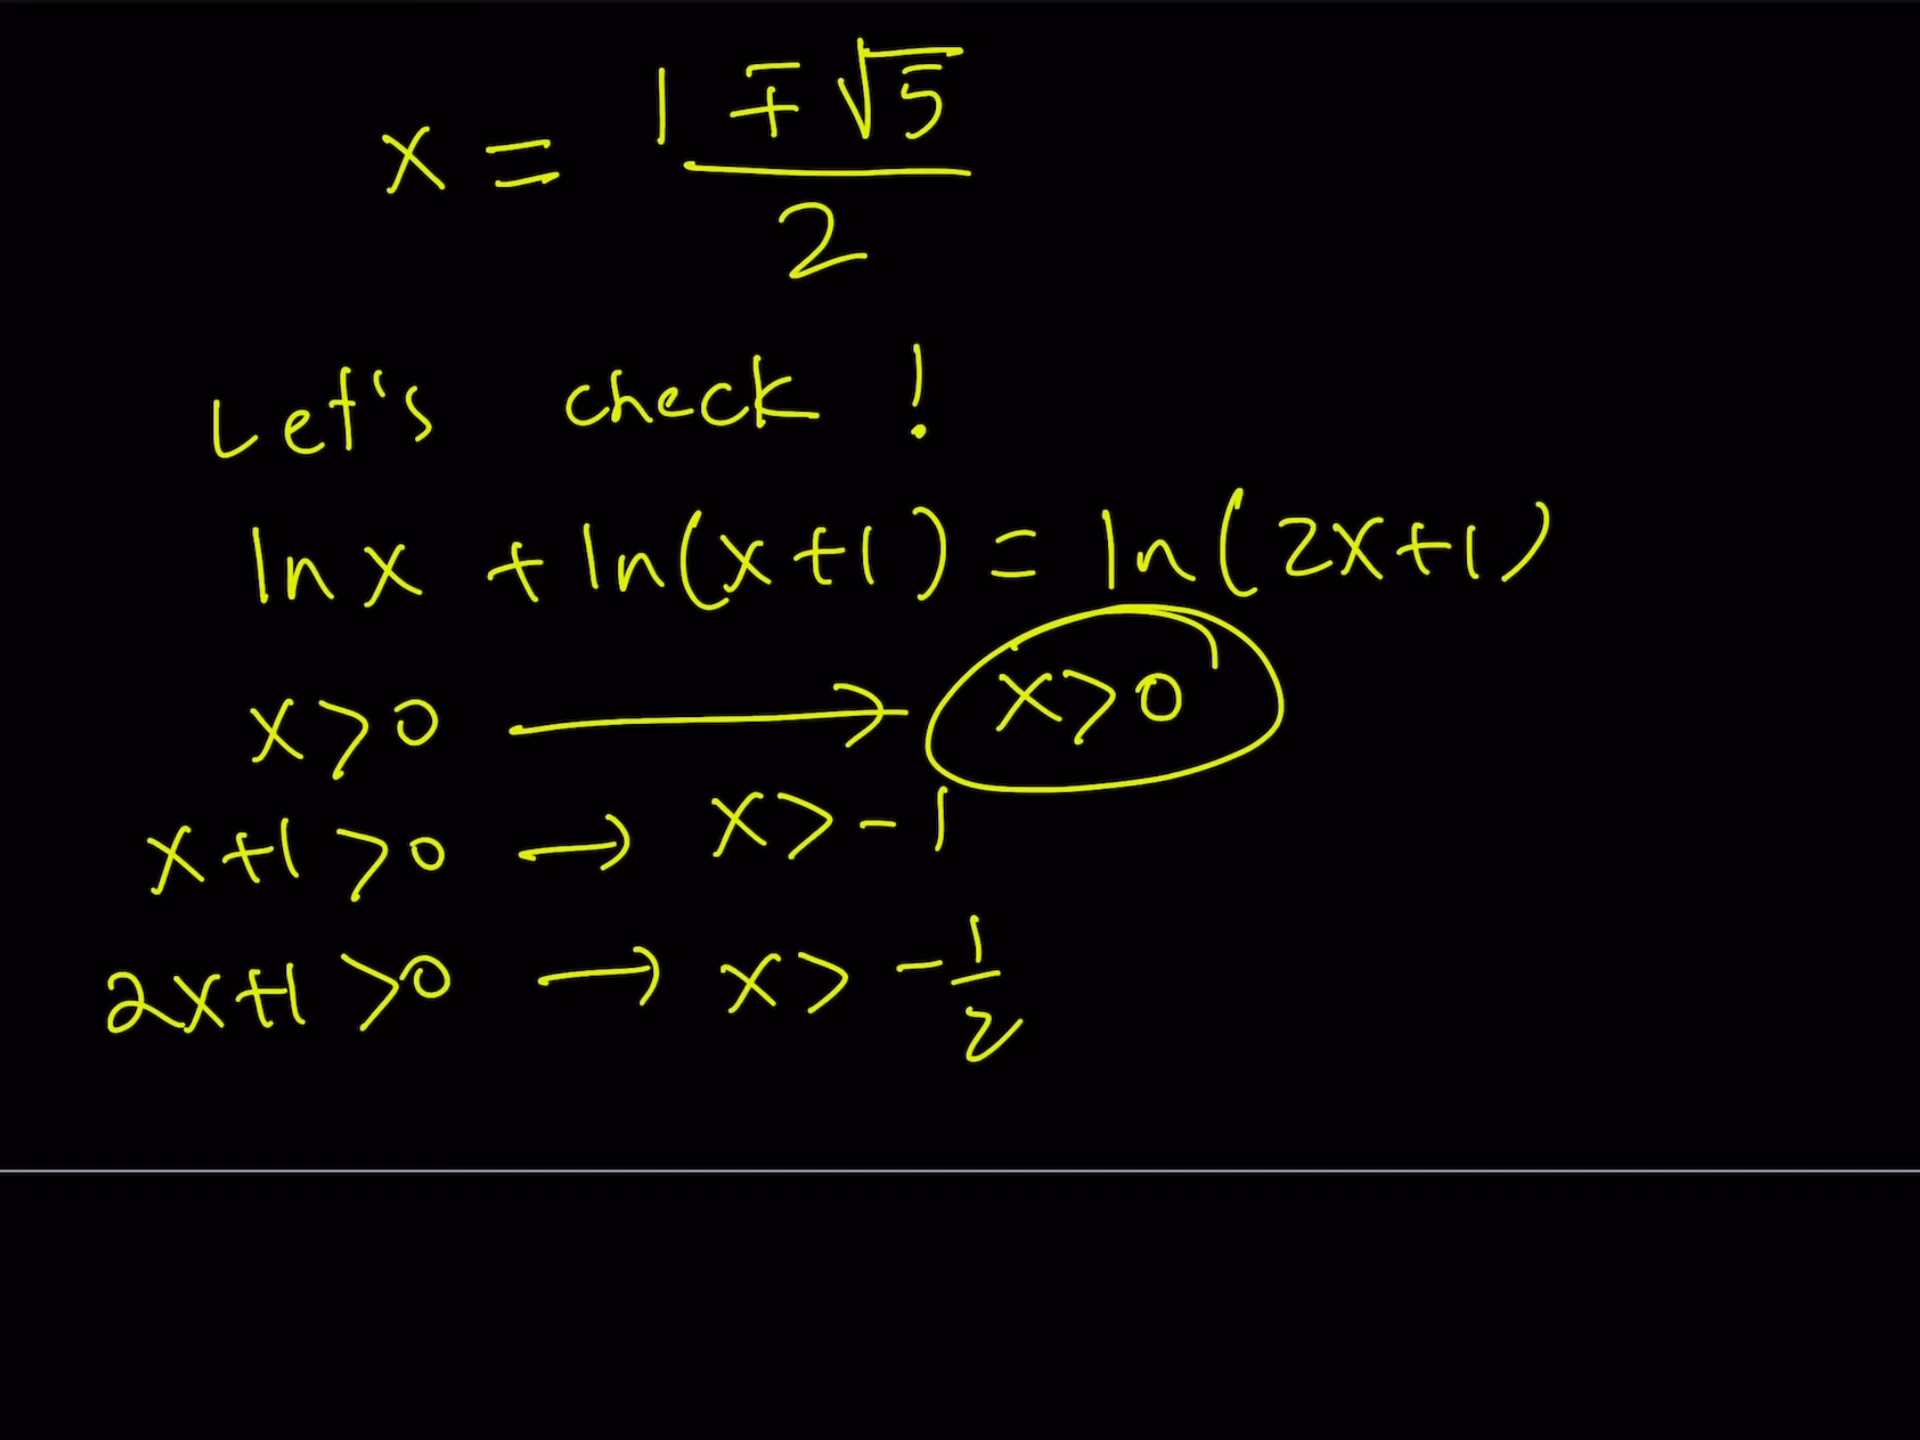 x = (1 ∓ √5) / 2
Let's check !
ln x + ln(x+1) = ln(2x+1)
x>0 → x>0
x+1>0 → x>-1
2x+1>0 → x> -1/2